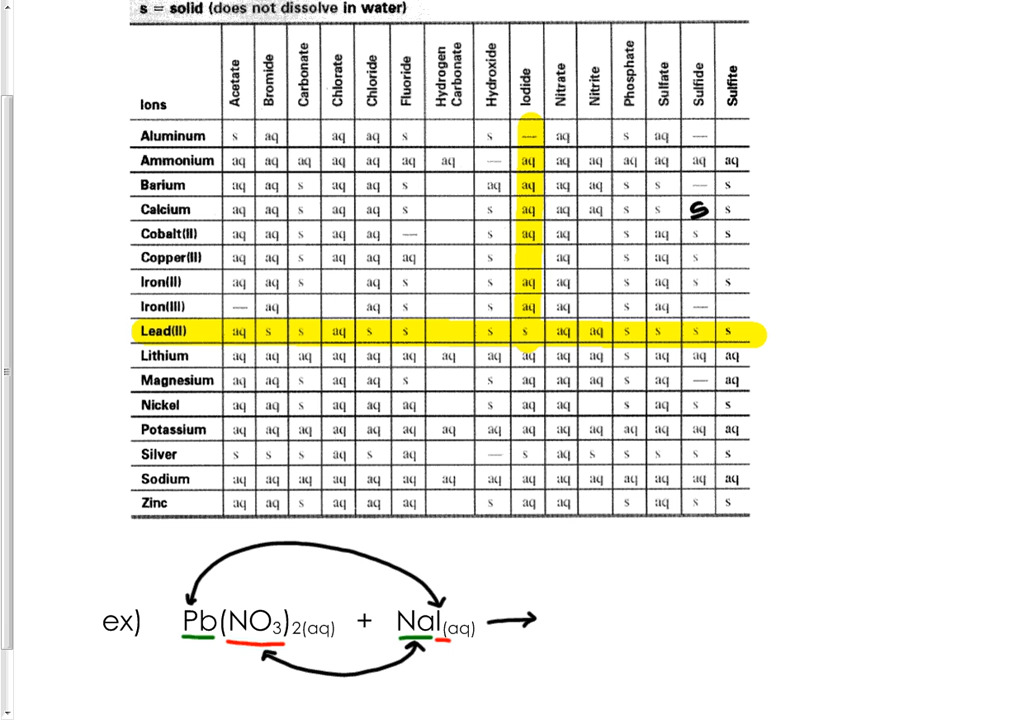 s = solid (does not dissolve in water)
Ions Acetate Bromide Carbonate Chlorate Chloride Fluoride Hydrogen Carbonate Hydroxide Iodide Nitrate Nitrite Phosphate Sulfate Sulfide Sulfite
Aluminum s aq aq aq s s — aq s aq —
Ammonium aq aq aq aq aq aq aq — aq aq aq aq aq aq aq
Barium aq aq s aq aq s aq aq aq aq s s — s
Calcium aq aq s aq aq s s aq aq aq s s S s
Cobalt(II) aq aq s aq aq — s aq aq s aq s s
Copper(II) aq aq s aq aq aq s aq s aq s
Iron(II) aq aq s aq s s aq aq s aq s s
Iron(III) — aq aq s s aq aq s aq —
Lead(II) aq s s aq s s s s aq aq s s s s
Lithium aq aq aq aq aq aq aq aq aq aq aq s aq aq aq
Magnesium aq aq s aq aq s s aq aq aq s aq — aq
Nickel aq aq s aq aq aq s aq aq s aq s s
Potassium aq aq aq aq aq aq aq aq aq aq aq aq aq aq aq
Silver s s s aq s aq — s aq s s s s s
Sodium aq aq aq aq aq aq aq aq aq aq aq aq aq aq aq
Zinc aq aq s aq aq aq s aq aq s aq s s
ex) Pb(NO3)2(aq) + NaI(aq) →